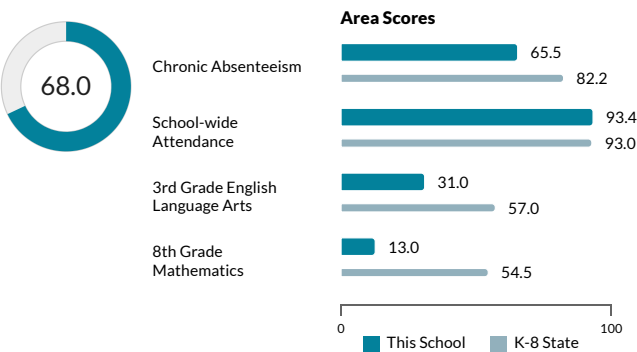 Area Scores
68.0
Chronic Absenteeism
65.5
82.2
School-wide
Attendance
93.4
93.0
3rd Grade English
Language Arts
31.0
57.0
8th Grade
Mathematics
13.0
54.5
0
100
This School
K-8 State